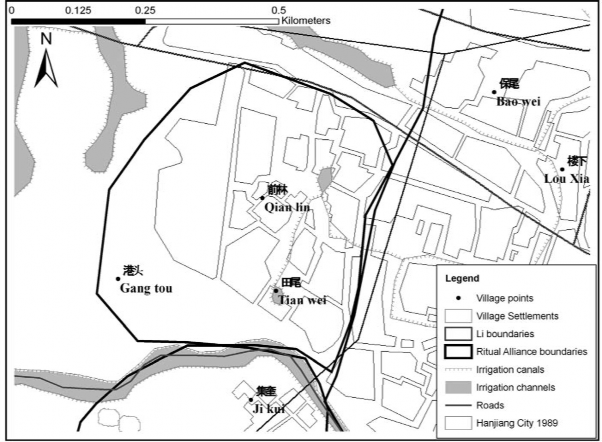 0 0.125 0.25 0.5
Kilometers
N
保尾
Bao wei
楼下
Lou Xia
前林
Qian lin
港头
Gang tou
田尾
Tian wei
集奎
Ji kui
Legend
Village points
Village Settlements
Li boundaries
Ritual Alliance boundaries
Irrigation canals
Irrigation channels
Roads
Hanjiang City 1989